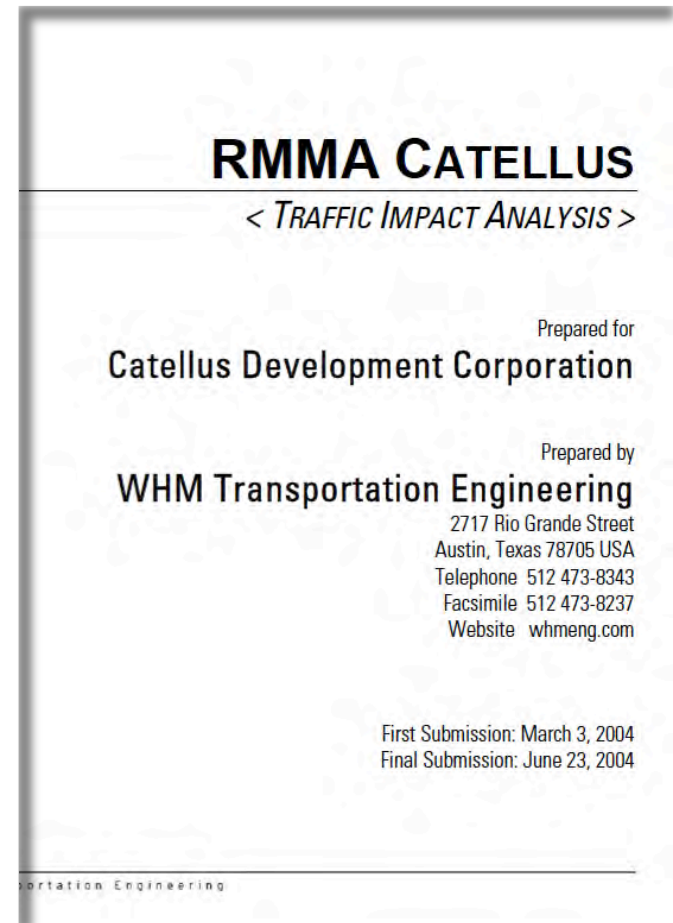 RMMA CATELLUS
< TRAFFIC IMPACT ANALYSIS >
Prepared for
Catellus Development Corporation
Prepared by
WHM Transportation Engineering
2717 Rio Grande Street
Austin, Texas 78705 USA
Telephone 512 473-8343
Facsimile 512 473-8237
Website whmeng.com
First Submission: March 3, 2004
Final Submission: June 23, 2004
ortation Engineering